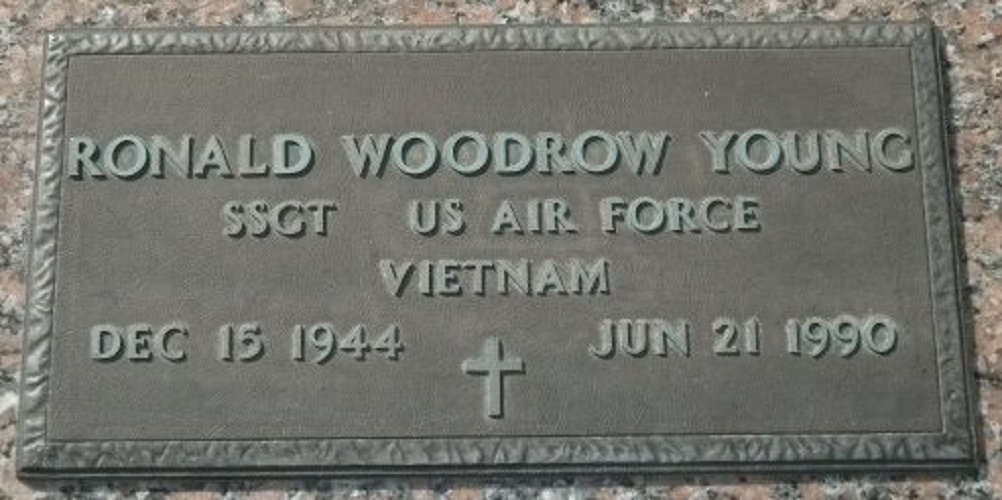 RONALD WOODROW YOUNG
SSGT US AIR FORCE
VIETNAM
DEC 15 1944 JUN 21 1990